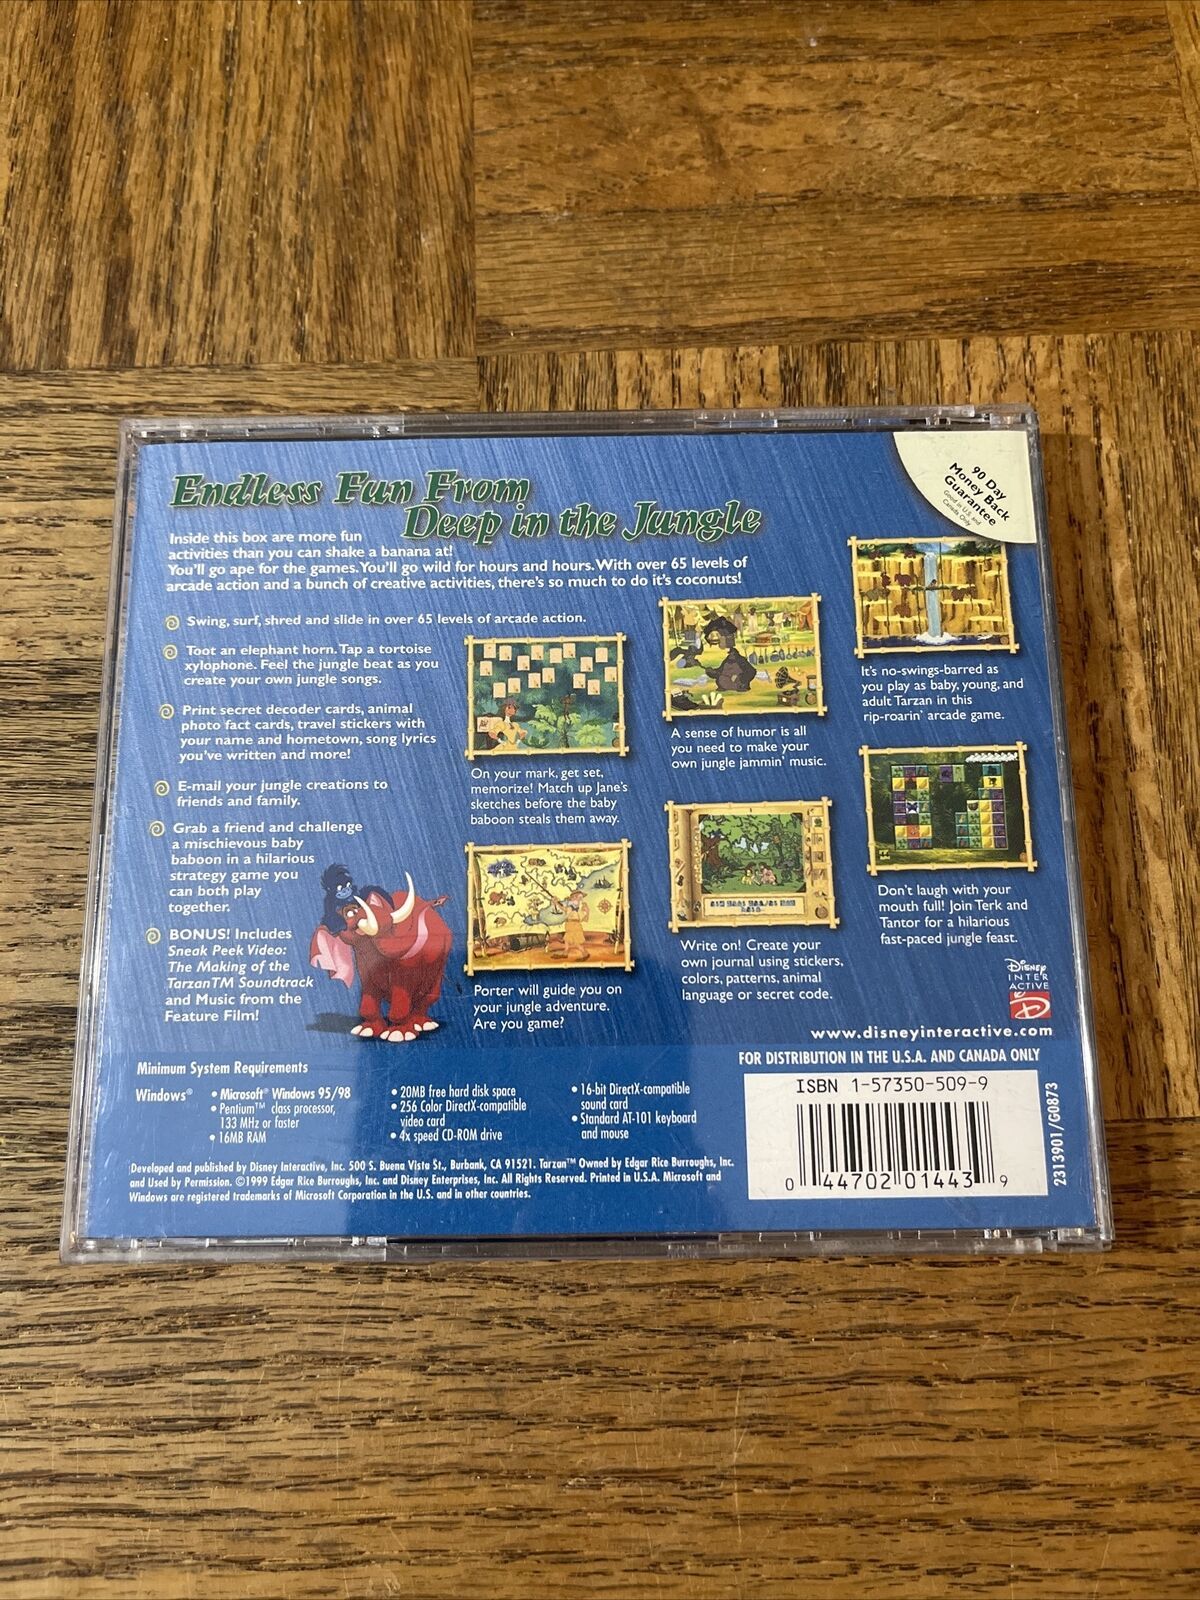 Endless Fun From
Deep in the Jungle
Inside this box are more fun
activities than you can shake a banana at!
You'll go ape for the games. You'll go wild for hours and hours. With over 65 levels of
arcade action and a bunch of creative activities, there's so much to do it's coconuts!
90 Day
Money Back
Guarantee
Good in U.S. and
Canada Only
Swing, surf, shred and slide in over 65 levels of arcade action.
Toot an elephant horn. Tap a tortoise
xylophone. Feel the jungle beat as you
create your own jungle songs.
Print secret decoder cards, animal
photo fact cards, travel stickers with
your name and hometown, song lyrics
you've written and more!
E-mail your jungle creations to
friends and family.
Grab a friend and challenge
a mischievous baby
baboon in a hilarious
strategy game you
can both play
together.
BONUS! Includes
Sneak Peek Video:
The Making of the
TarzanTM Soundtrack
and Music from the
Feature Film!
On your mark, get set,
memorize! Match up Jane's
sketches before the baby
baboon steals them away.
Porter will guide you on
your jungle adventure.
Are you game?
A sense of humor is all
you need to make your
own jungle jammin' music.
Write on! Create your
own journal using stickers,
colors, patterns, animal
language or secret code.
It's no-swings-barred as
you play as baby, young, and
adult Tarzan in this
rip-roarin' arcade game.
Don't laugh with your
mouth full! Join Terk and
Tantor for a hilarious
fast-paced jungle feast.
Disney
INTER
ACTIVE
www.disneyinteractive.com
FOR DISTRIBUTION IN THE U.S.A. AND CANADA ONLY
Minimum System Requirements
Windows®
• Microsoft® Windows 95/98
• Pentium™ class processor,
133 MHz or faster
• 16MB RAM
• 20MB free hard disk space
• 256 Color DirectX-compatible
video card
• 4x speed CD-ROM drive
• 16-bit DirectX-compatible
sound card
• Standard AT-101 keyboard
and mouse
Developed and published by Disney Interactive, Inc. 500 S. Buena Vista St., Burbank, CA 91521. Tarzan™ Owned by Edgar Rice Burroughs, Inc.
and Used by Permission. ©1999 Edgar Rice Burroughs, Inc. and Disney Enterprises, Inc. All Rights Reserved. Printed in U.S.A. Microsoft and
Windows are registered trademarks of Microsoft Corporation in the U.S. and in other countries.
ISBN 1-57350-509-9
0 44702 01443 9
2313901/G0873